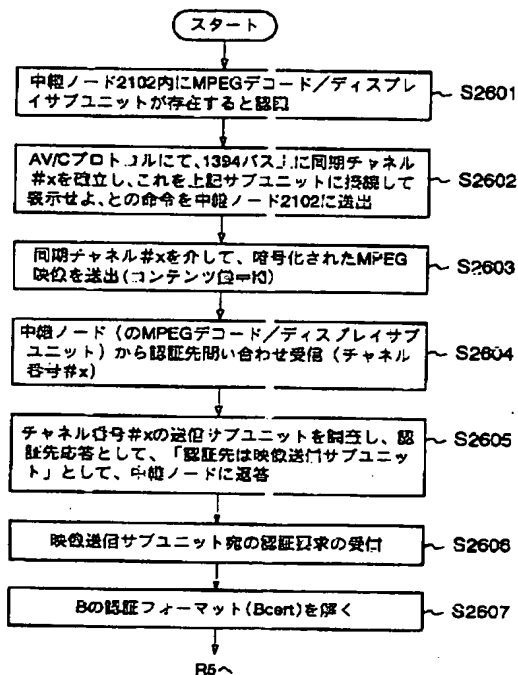 スタート
中継ノード2102内にMPEGデコード/ディスプレ
イサブユニットが存在すると認識
S2601
AV/Cプロトコルにて、1394バス上に同期チャネル
#xを確立し、これを上記サブユニットに接続して
表示せよ、との命令を中継ノード2102に送出
S2602
同期チャネル#xを介して、暗号化されたMPEG
映像を送出(コンテンツ鍵=K)
S2603
中継ノード(のMPEGデコード/ディスプレイサブ
ユニット)から認証先問い合わせ受信(チャネル
番号#x)
S2604
チャネル番号#xの送信サブユニットを調査し、認
証先応答として、「認証先は映像送信サブユニッ
ト」として、中継ノードに返答
S2605
映像送信サブユニット宛の認証要求の受付
S2606
Bの認証フォーマット(Bcert)を解く
S2607
R5へ